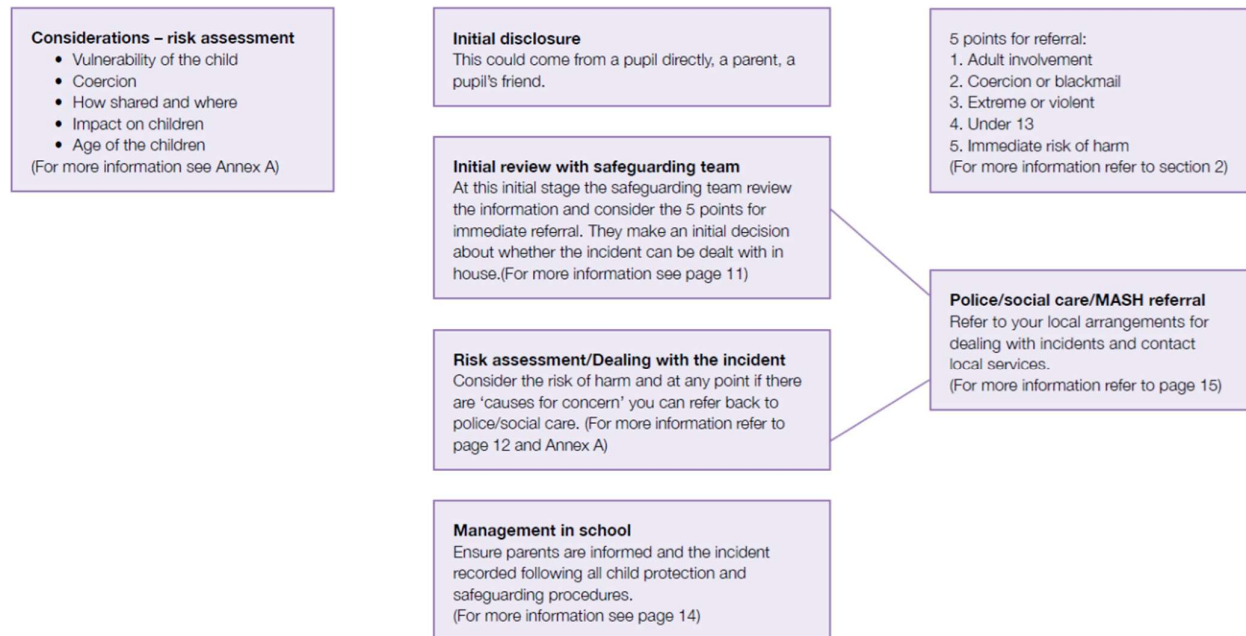 Considerations – risk assessment
• Vulnerability of the child
• Coercion
• How shared and where
• Impact on children
• Age of the children
(For more information see Annex A)
Initial disclosure
This could come from a pupil directly, a parent, a
pupil's friend.
5 points for referral:
1. Adult involvement
2. Coercion or blackmail
3. Extreme or violent
4. Under 13
5. Immediate risk of harm
(For more information refer to section 2)
Initial review with safeguarding team
At this initial stage the safeguarding team review
the information and consider the 5 points for
immediate referral. They make an initial decision
about whether the incident can be dealt with in
house.(For more information see page 11)
Police/social care/MASH referral
Refer to your local arrangements for
dealing with incidents and contact
local services.
(For more information refer to page 15)
Risk assessment/Dealing with the incident
Consider the risk of harm and at any point if there
are ‘causes for concern’ you can refer back to
police/social care. (For more information refer to
page 12 and Annex A)
Management in school
Ensure parents are informed and the incident
recorded following all child protection and
safeguarding procedures.
(For more information see page 14)